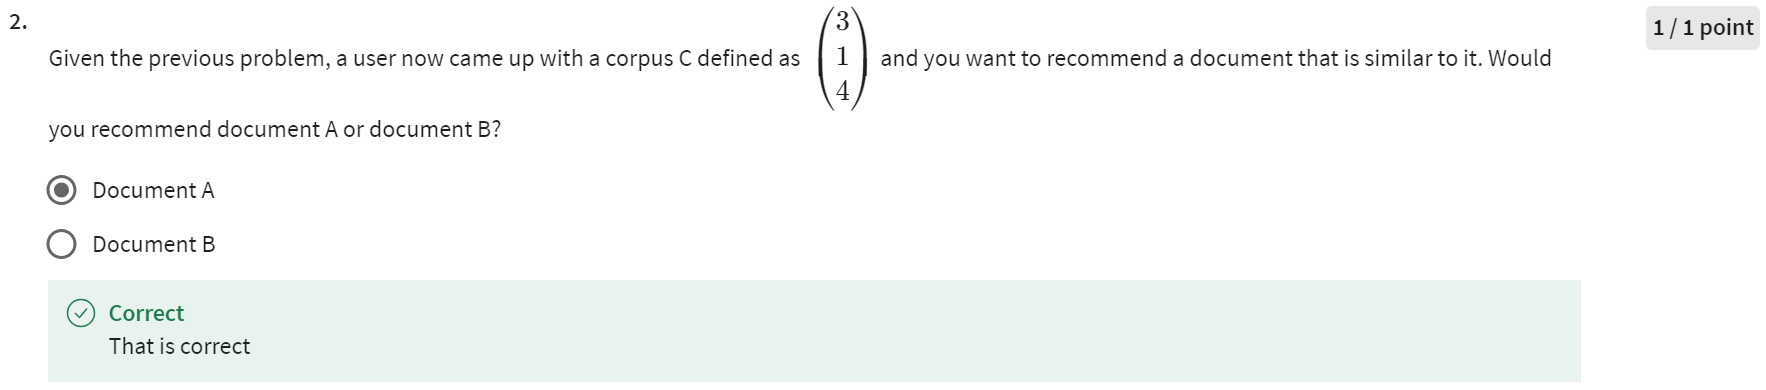 2.
1 / 1 point
Given the previous problem, a user now came up with a corpus C defined as (3 1 4) and you want to recommend a document that is similar to it. Would
you recommend document A or document B?
Document A
Document B
Correct
That is correct